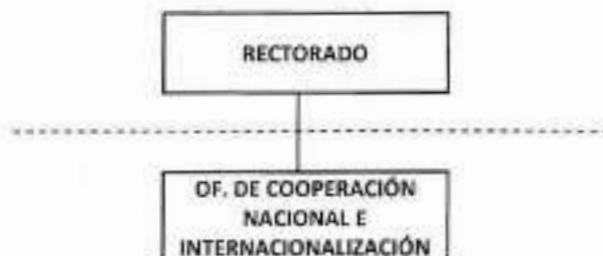 RECTORADO
OF. DE COOPERACIÓN
NACIONAL E
INTERNACIONALIZACIÓN